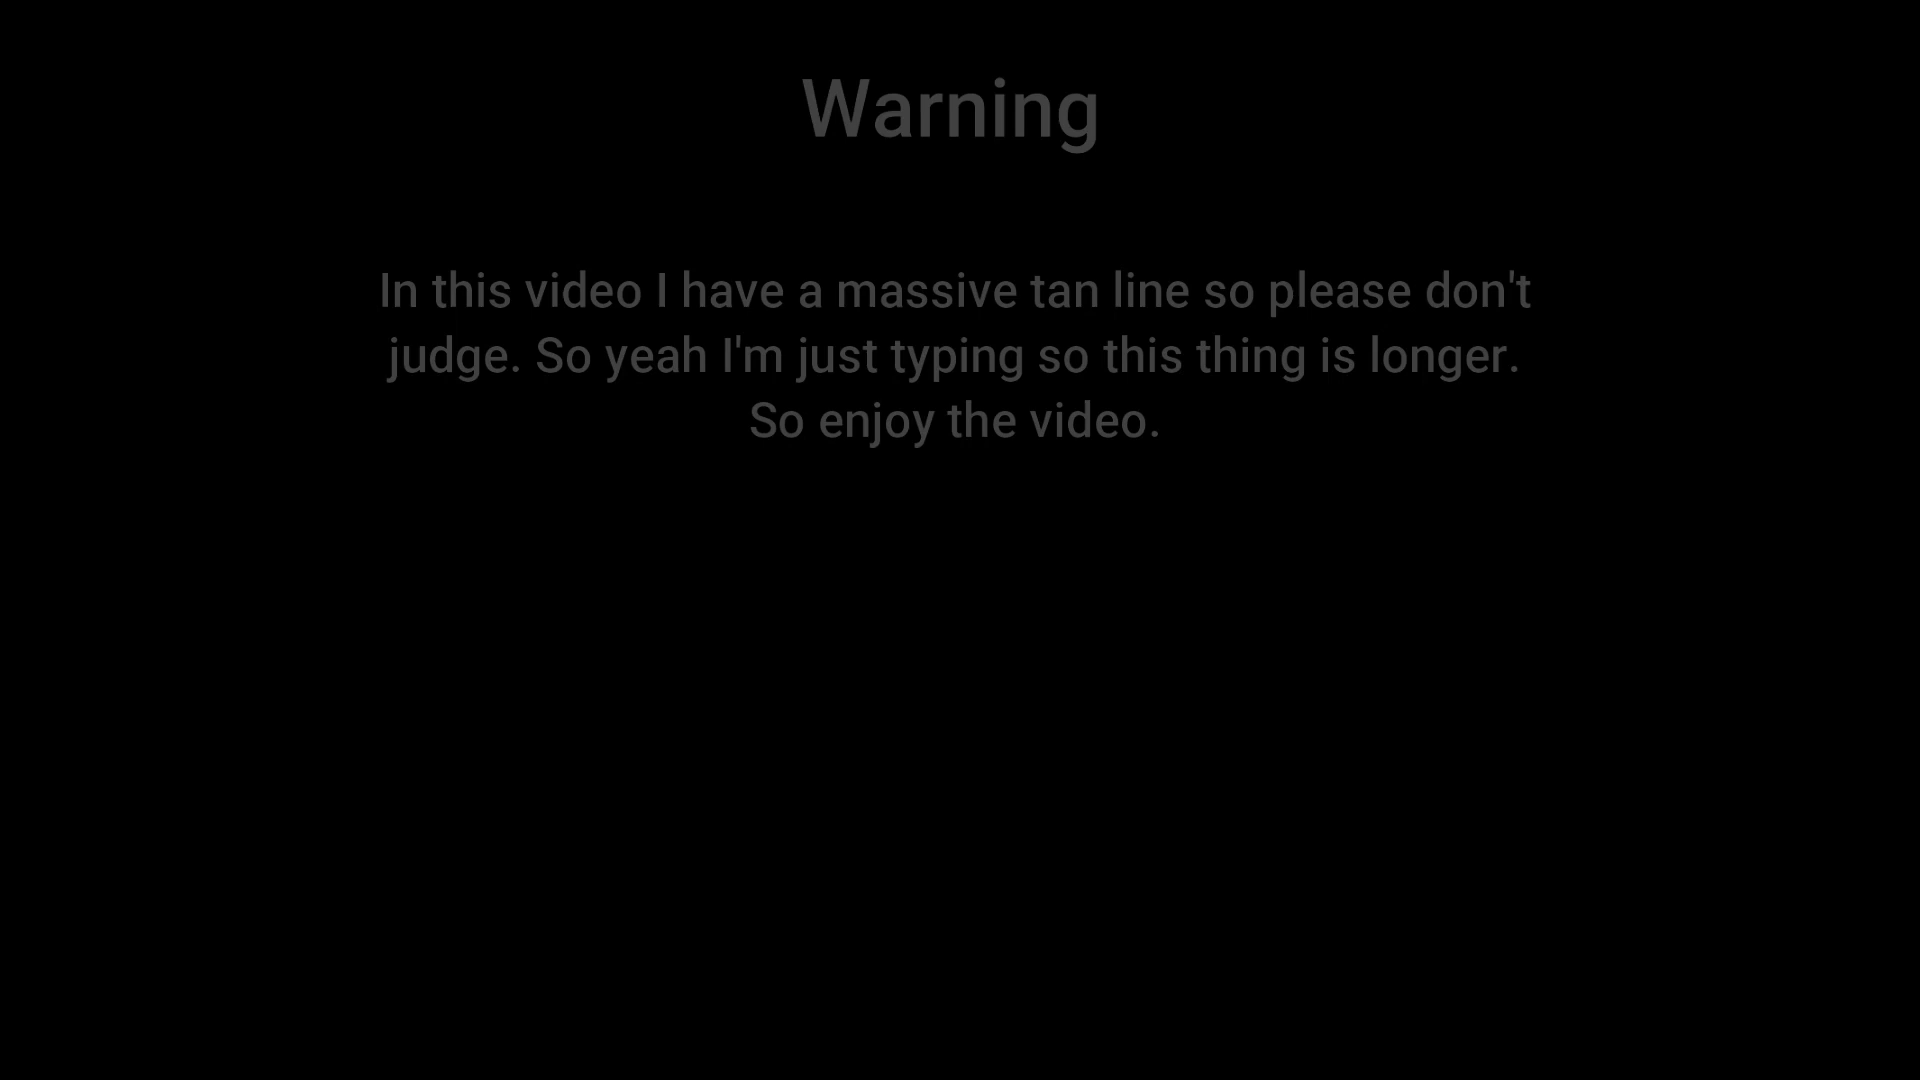 Warning
In this video I have a massive tan line so please don't
judge. So yeah I'm just typing so this thing is longer.
So enjoy the video.